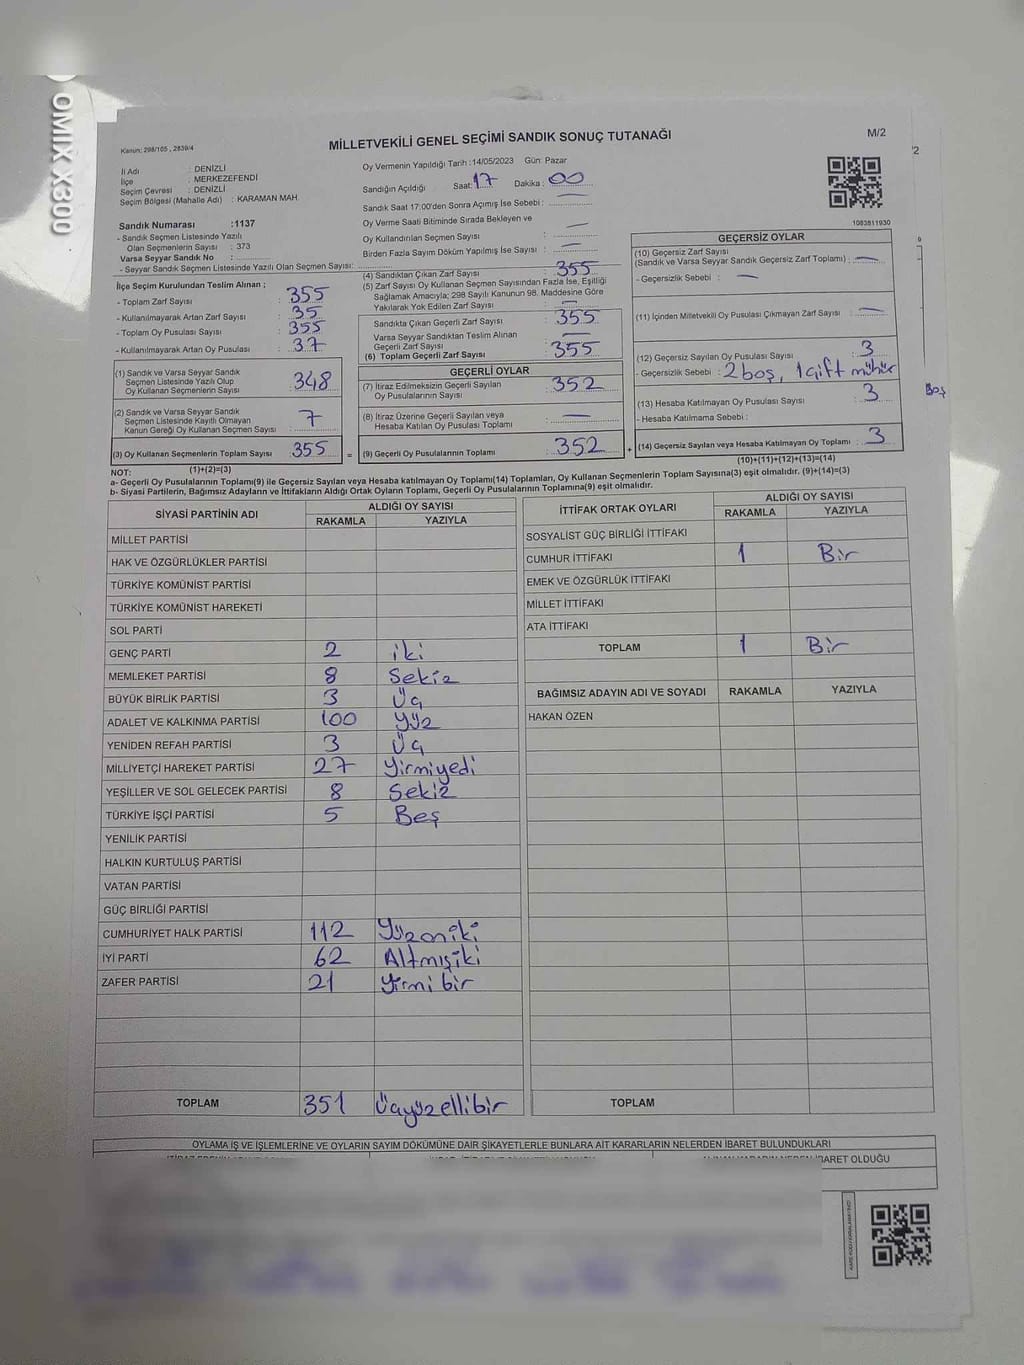 OMIX X300
Kanun: 298/105 , 2839/4
MİLLETVEKİLİ GENEL SEÇİMİ SANDIK SONUÇ TUTANAĞI
M/2
İl Adı : DENİZLİ
İlçe : MERKEZEFENDİ
Seçim Çevresi : DENİZLİ
Seçim Bölgesi (Mahalle Adı) : KARAMAN MAH.
Sandık Numarası :1137
- Sandık Seçmen Listesinde Yazılı
Olan Seçmenlerin Sayısı : 373
Varsa Seyyar Sandık No :
- Seyyar Sandık Seçmen Listesinde Yazılı Olan Seçmen Sayısı:
Oy Vermenin Yapıldığı Tarih :14/05/2023 Gün: Pazar
Sandığın Açıldığı Saat: 17 Dakika : 00
Sandık Saat 17:00'den Sonra Açımış İse Sebebi : —
Oy Verme Saati Bitiminde Sırada Bekleyen ve
Oy Kullandırılan Seçmen Sayısı : —
Birden Fazla Sayım Döküm Yapılmış İse Sayısı : —
1083811930
İlçe Seçim Kurulundan Teslim Alınan ;
- Toplam Zarf Sayısı : 355
- Kullanılmayarak Artan Zarf Sayısı : 35
- Toplam Oy Pusulası Sayısı : 355
- Kullanılmayarak Artan Oy Pusulası : 37
(1) Sandık ve Varsa Seyyar Sandık
Seçmen Listesinde Yazılı Olup
Oy Kullanan Seçmenlerin Sayısı : 348
(2) Sandık ve Varsa Seyyar Sandık
Seçmen Listesinde Kayıtlı Olmayan
Kanun Gereği Oy Kullanan Seçmen Sayısı : 7
(3) Oy Kullanan Seçmenlerin Toplam Sayısı : 355
(4) Sandıktan Çıkan Zarf Sayısı : 355
(5) Zarf Sayısı Oy Kullanan Seçmen Sayısından Fazla İse, Eşitliği
Sağlamak Amacıyla; 298 Sayılı Kanunun 98. Maddesine Göre
Yakılarak Yok Edilen Zarf Sayısı : —
Sandıkta Çıkan Geçerli Zarf Sayısı : 355
Varsa Seyyar Sandıktan Teslim Alınan
Geçerli Zarf Sayısı : —
(6) Toplam Geçerli Zarf Sayısı : 355
GEÇERLİ OYLAR
(7) İtiraz Edilmeksizin Geçerli Sayılan
Oy Pusulasının Sayısı : 352
(8) İtiraz Üzerine Geçerli Sayılan veya
Hesaba Katılan Oy Pusulası Toplamı : —
= (9) Geçerli Oy Pusulalarının Toplamı : 352
GEÇERSİZ OYLAR
(10) Geçersiz Zarf Sayısı
(Sandık ve Varsa Seyyar Sandık Geçersiz Zarf Toplamı) : —
- Geçersizlik Sebebi : —
(11) İçinden Milletvekili Oy Pusulası Çıkmayan Zarf Sayısı : —
(12) Geçersiz Sayılan Oy Pusulası Sayısı : 3
- Geçersizlik Sebebi : 2 boş, 1 çift mühür
Boş
(13) Hesaba Katılmayan Oy Pusulası Sayısı : 3
- Hesaba Katılmama Sebebi :
+ (14) Geçersiz Sayılan veya Hesaba Katılmayan Oy Toplamı : 3
NOT: (1)+(2)=(3)
(10)+(11)+(12)+(13)=(14)
a- Geçerli Oy Pusulalarının Toplamı(9) ile Geçersiz Sayılan veya Hesaba Katılmayan Oy Toplamı(14) Toplamları, Oy Kullanan Seçmenlerin Toplam Sayısına(3) eşit olmalıdır. (9)+(14)=(3)
b- Siyasi Partilerin, Bağımsız Adayların ve İttifakların Aldığı Ortak Oyların Toplamı, Geçerli Oy Pusulalarının Toplamına(9) eşit olmalıdır.
SİYASİ PARTİNİN ADI ALDIĞI OY SAYISI
RAKAMLA YAZIYLA
MİLLET PARTİSİ
HAK VE ÖZGÜRLÜKLER PARTİSİ
TÜRKİYE KOMÜNİST PARTİSİ
TÜRKİYE KOMÜNİST HAREKETİ
SOL PARTİ
GENÇ PARTİ 2 iki
MEMLEKET PARTİSİ 8 Sekiz
BÜYÜK BİRLİK PARTİSİ 3 Üç
ADALET VE KALKINMA PARTİSİ 100 Yüz
YENİDEN REFAH PARTİSİ 3 Üç
MİLLİYETÇİ HAREKET PARTİSİ 27 Yirmiyedi
YEŞİLLER VE SOL GELECEK PARTİSİ 8 Sekiz
TÜRKİYE İŞÇİ PARTİSİ 5 Beş
YENİLİK PARTİSİ
HALKIN KURTULUŞ PARTİSİ
VATAN PARTİSİ
GÜÇ BİRLİĞİ PARTİSİ
CUMHURİYET HALK PARTİSİ 112 Yüzoniki
İYİ PARTİ 62 Altmışiki
ZAFER PARTİSİ 21 Yirmi bir
TOPLAM 351 Üçyüzellibir
İTTİFAK ORTAK OYLARI ALDIĞI OY SAYISI
RAKAMLA YAZIYLA
SOSYALİST GÜÇ BİRLİĞİ İTTİFAKI
CUMHUR İTTİFAKI 1 Bir
EMEK VE ÖZGÜRLÜK İTTİFAKI
MİLLET İTTİFAKI
ATA İTTİFAKI
TOPLAM 1 Bir
BAĞIMSIZ ADAYIN ADI VE SOYADI RAKAMLA YAZIYLA
HAKAN ÖZEN
TOPLAM
OYLAMA İŞ VE İŞLEMLERİNE VE OYLARIN SAYIM DÖKÜMÜNE DAİR ŞİKAYETLERLE BUNLARA AİT KARARLARIN NELERDEN İBARET BULUNDUKLARI
İBARET OLDUĞU